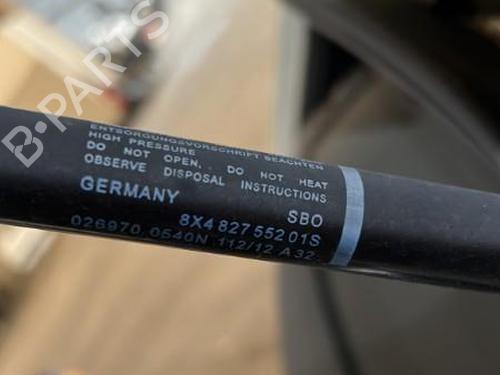 B-Parts
ENTSORGUNGSVORSCHRIFT BEACHTEN
HIGH PRESSURE
DO NOT OPEN, . DO NOT HEAT
OBSERVE DISPOSAL INSTRUCTIONS
GERMANY SBO
8X4 827 552 01S
026970 0540N 112/12 A 32